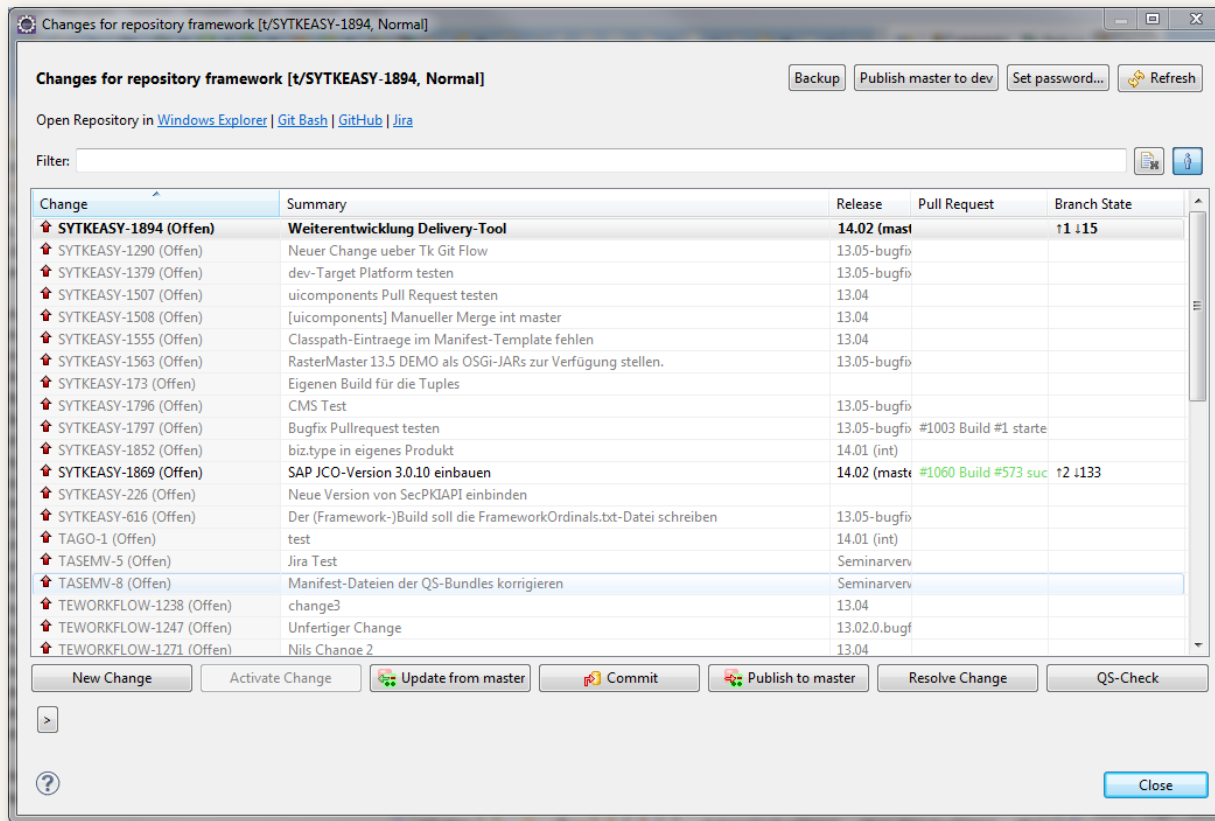 Changes for repository framework [t/SYTKEASY-1894, Normal]
Changes for repository framework [t/SYTKEASY-1894, Normal] Backup Publish master to dev Set password... Refresh
Open Repository in Windows Explorer | Git Bash | GitHub | Jira
Filter:
Change Summary Release Pull Request Branch State
SYTKEASY-1894 (Offen) Weiterentwicklung Delivery-Tool 14.02 (mast ↑1 ↓15
SYTKEASY-1290 (Offen) Neuer Change ueber Tk Git Flow 13.05-bugfix
SYTKEASY-1379 (Offen) dev-Target Platform testen 13.05-bugfix
SYTKEASY-1507 (Offen) uicomponents Pull Request testen 13.04
SYTKEASY-1508 (Offen) [uicomponents] Manueller Merge int master 13.04
SYTKEASY-1555 (Offen) Classpath-Eintraege im Manifest-Template fehlen 13.04
SYTKEASY-1563 (Offen) RasterMaster 13.5 DEMO als OSGi-JARs zur Verfügung stellen. 13.05-bugfix
SYTKEASY-173 (Offen) Eigenen Build für die Tuples
SYTKEASY-1796 (Offen) CMS Test 13.05-bugfix
SYTKEASY-1797 (Offen) Bugfix Pullrequest testen 13.05-bugfix #1003 Build #1 starte
SYTKEASY-1852 (Offen) biz.type in eigenes Produkt 14.01 (int)
SYTKEASY-1869 (Offen) SAP JCO-Version 3.0.10 einbauen 14.02 (maste #1060 Build #573 suc ↑2 ↓133
SYTKEASY-226 (Offen) Neue Version von SecPKIAPI einbinden
SYTKEASY-616 (Offen) Der (Framework-)Build soll die FrameworkOrdinals.txt-Datei schreiben 13.05-bugfix
TAGO-1 (Offen) test 14.01 (int)
TASEMV-5 (Offen) Jira Test Seminarverv
TASEMV-8 (Offen) Manifest-Dateien der QS-Bundles korrigieren Seminarverv
TEWORKFLOW-1238 (Offen) change3 13.04
TEWORKFLOW-1247 (Offen) Unfertiger Change 13.02.0.bugf
TEWORKFLOW-1271 (Offen) Nils Change 2 13.04
New Change Activate Change Update from master Commit Publish to master Resolve Change QS-Check
>
? Close